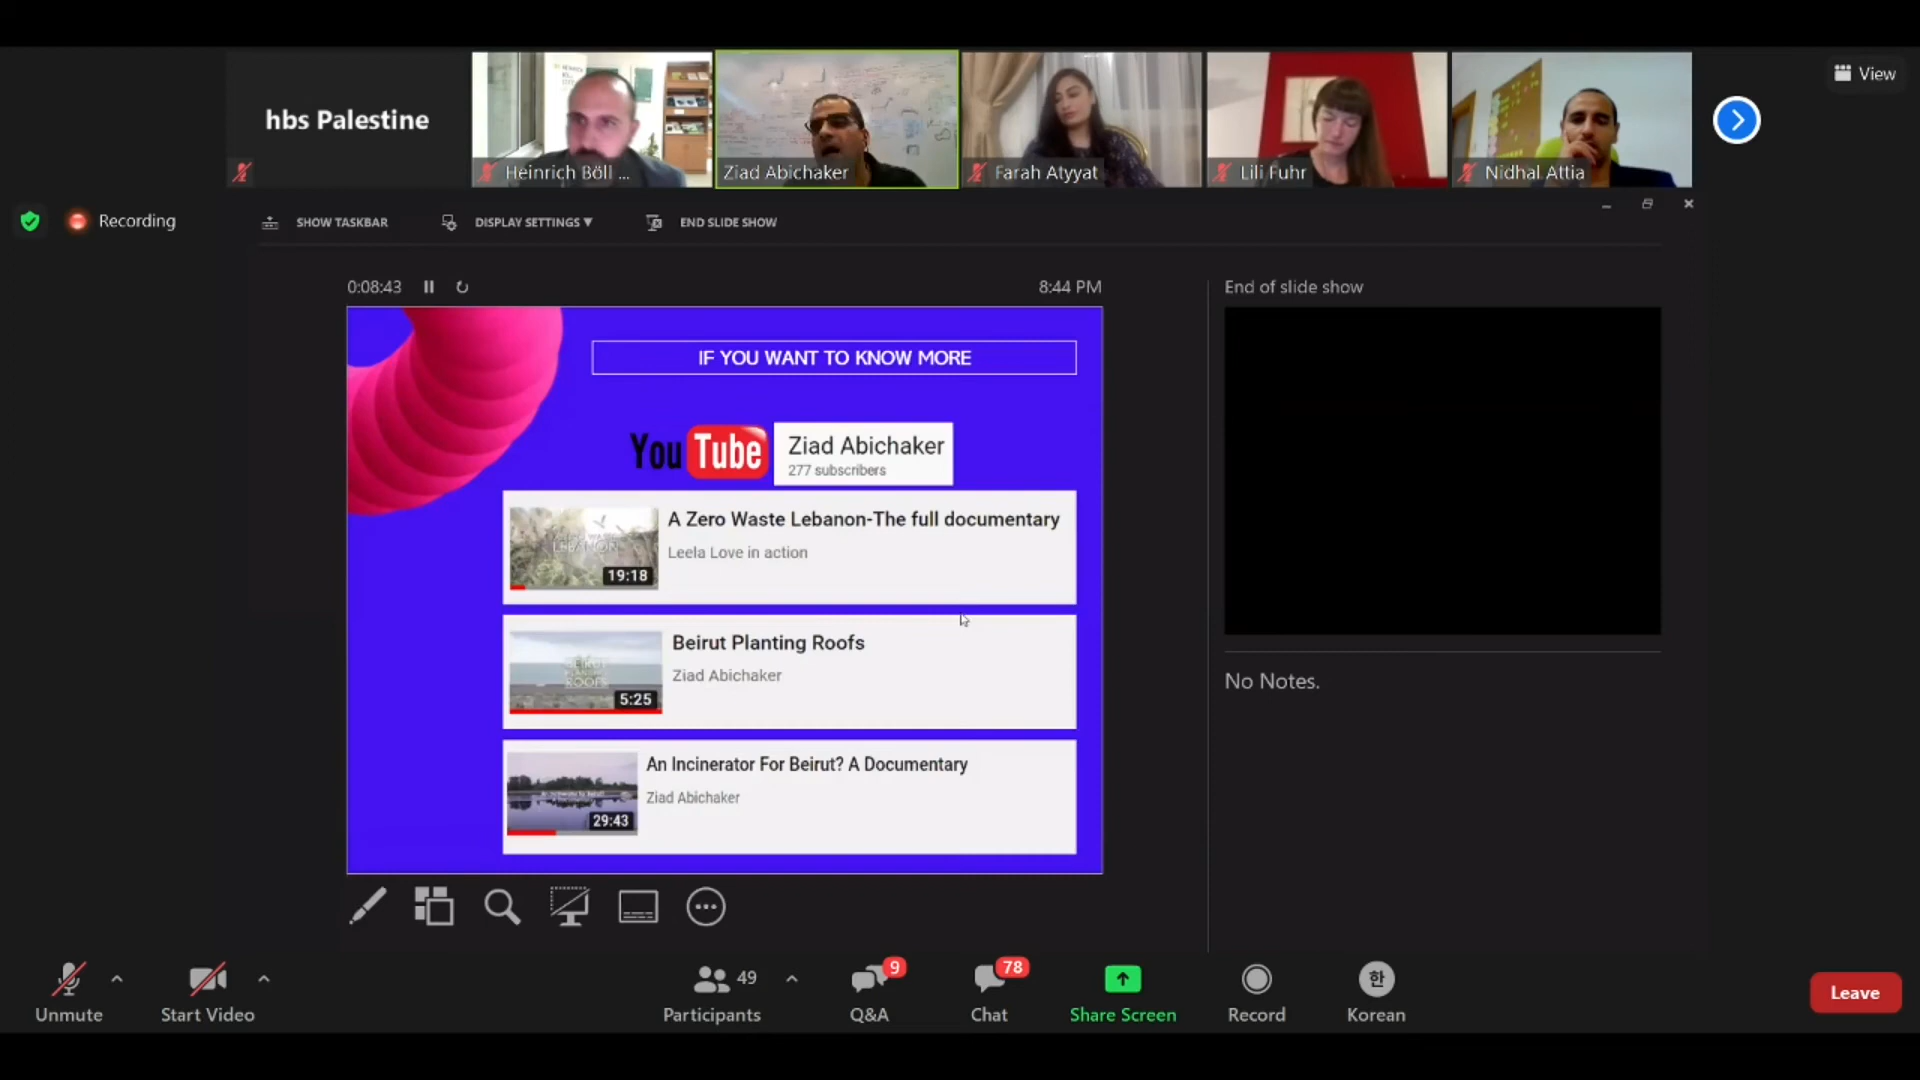 hbs Palestine
Heinrich Böll ...
Ziad Abichaker
Farah Atyyat
Lili Fuhr
Nidhal Attia
View
Recording
SHOW TASKBAR
DISPLAY SETTINGS ▼
END SLIDE SHOW
0:08:43
8:44 PM
End of slide show
IF YOU WANT TO KNOW MORE
YouTube
Ziad Abichaker
277 subscribers
A Zero Waste Lebanon-The full documentary
Leela Love in action
19:18
Beirut Planting Roofs
Ziad Abichaker
BEIRUT
ROOFS
5:25
An Incinerator For Beirut? A Documentary
Ziad Abichaker
29:43
No Notes.
Unmute
Start Video
49
Participants
9
Q&A
78
Chat
Share Screen
Record
한
Korean
Leave